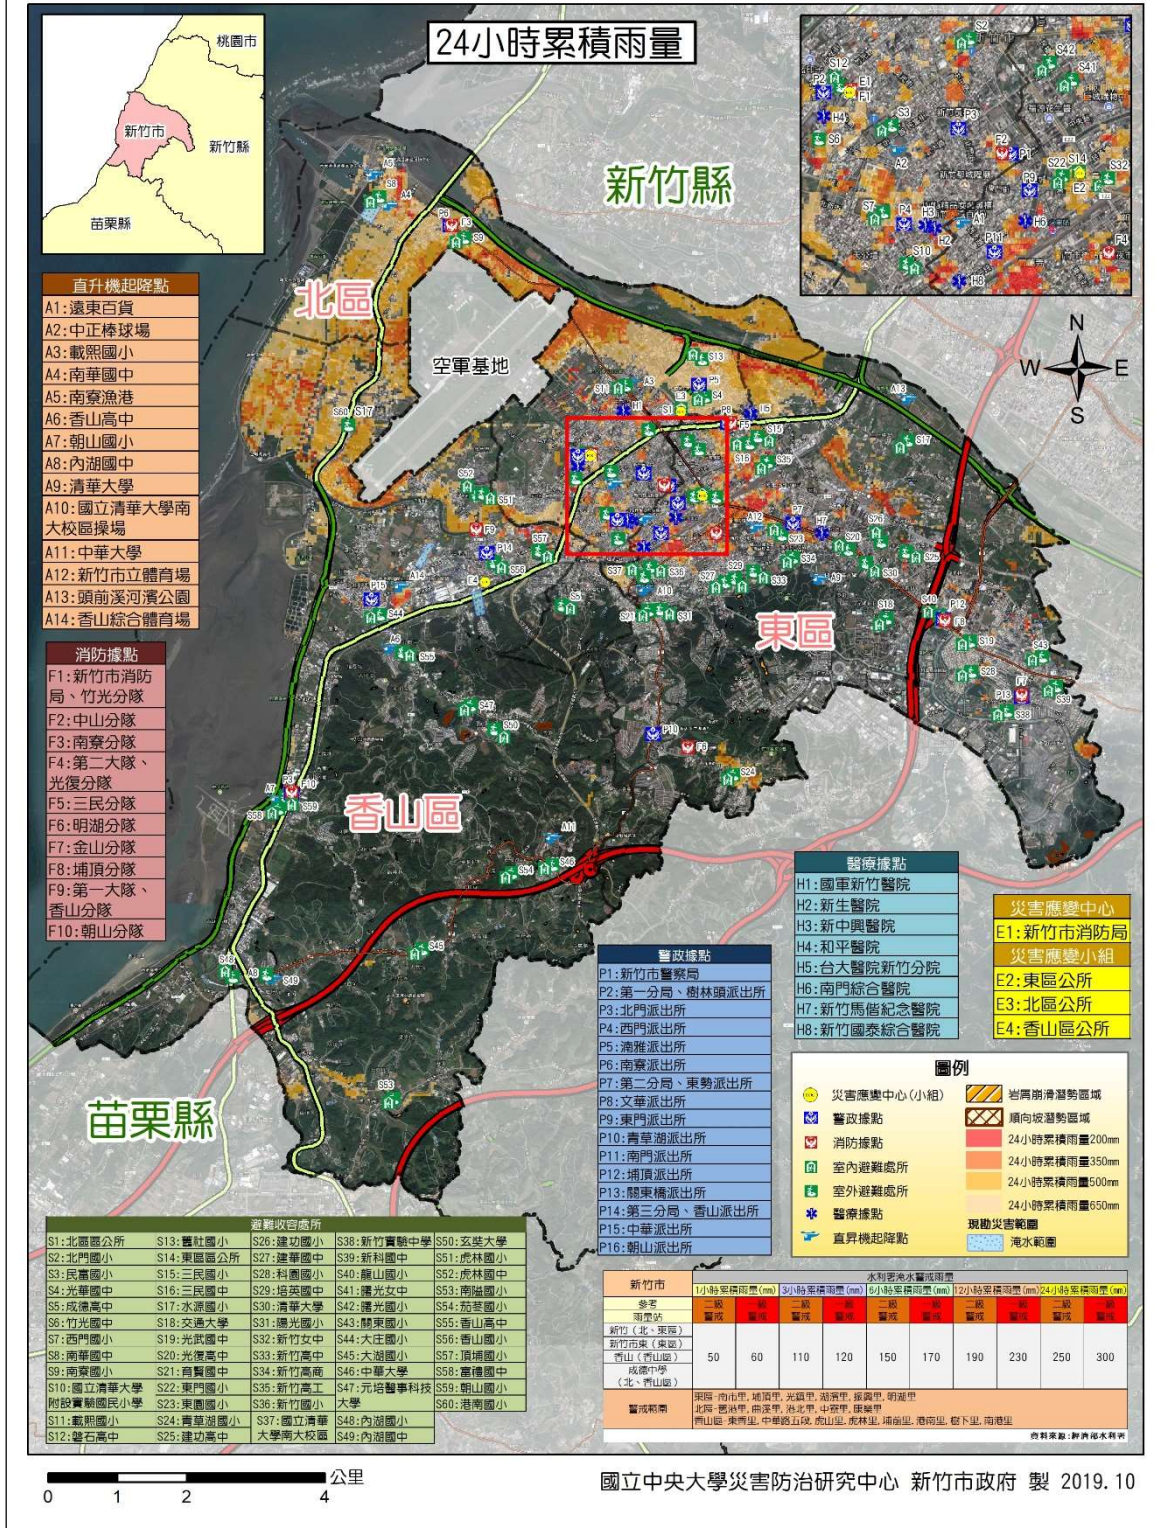 24小時累積雨量
桃園市
新竹市
新竹縣
苗栗縣
新竹縣
北區
空軍基地
東區
香山區
苗栗縣
N
W E
S
直升機起降點
A1:遠東百貨
A2:中正棒球場
A3:載熙國小
A4:南華國中
A5:南寮漁港
A6:香山高中
A7:朝山國小
A8:內湖國中
A9:清華大學
A10:國立清華大學南
大校區操場
A11:中華大學
A12:新竹市立體育場
A13:頭前溪河濱公園
A14:香山綜合體育場
消防據點
F1:新竹市消防
局、竹光分隊
F2:中山分隊
F3:南寮分隊
F4:第二大隊、
光復分隊
F5:三民分隊
F6:明湖分隊
F7:金山分隊
F8:埔頂分隊
F9:第一大隊、
香山分隊
F10:朝山分隊
警政據點
P1:新竹市警察局
P2:第一分局、樹林頭派出所
P3:北門派出所
P4:西門派出所
P5:湳雅派出所
P6:南寮派出所
P7:第二分局、東勢派出所
P8:文華派出所
P9:東門派出所
P10:青草湖派出所
P11:南門派出所
P12:埔頂派出所
P13:關東橋派出所
P14:第三分局、香山派出所
P15:中華派出所
P16:朝山派出所
醫療據點
H1:國軍新竹醫院
H2:新生醫院
H3:新中興醫院
H4:和平醫院
H5:台大醫院新竹分院
H6:南門綜合醫院
H7:新竹馬偕紀念醫院
H8:新竹國泰綜合醫院
災害應變中心
E1:新竹市消防局
災害應變小組
E2:東區公所
E3:北區公所
E4:香山區公所
圖例
災害應變中心(小組)
警政據點
消防據點
室內避難處所
室外避難處所
醫療據點
直昇機起降點
岩屑崩滑潛勢區域
順向坡潛勢區域
24小時累積雨量200mm
24小時累積雨量350mm
24小時累積雨量500mm
24小時累積雨量650mm
現勘災害範圍
淹水範圍
避難收容處所
S1:北區區公所 S13:舊社國小 S26:建功國小 S38:新竹實驗中學 S50:玄奘大學
S2:北門國小 S14:東區區公所 S27:建華國中 S39:新科國中 S51:虎林國小
S3:民富國小 S15:三民國小 S28:科園國小 S40:龍山國小 S52:虎林國中
S4:光華國中 S16:三民國中 S29:培英國中 S41:曙光女中 S53:南隘國小
S5:成德高中 S17:水源國小 S30:清華大學 S42:曙光小學 S54:茄苳國小
S6:竹光國中 S18:交通大學 S31:陽光國小 S43:關東國小 S55:香山高中
S7:西門國小 S19:光武國中 S32:新竹女中 S44:大庄國小 S56:香山國小
S8:南華國中 S20:光復高中 S33:新竹高中 S45:大湖國小 S57:頂埔國小
S9:南寮國小 S21:育賢國中 S34:新竹高商 S46:中華大學 S58:富禮國中
S10:國立清華大學 附設實驗國民小學 S22:東門國小 S35:新竹高工 S47:元培醫事科技大學 S59:朝山國小
S23:東園國小 S36:新竹國小 S60:港南國小
S11:載熙國小 S24:青草湖國小 S37:國立清華大學南大校區 S48:內湖國小
S12:磐石高中 S25:建功高中 S49:內湖國中
新竹市 水利署淹水警戒雨量
1小時累積雨量(mm) 3小時累積雨量(mm) 6小時累積雨量(mm) 12小時累積雨量(mm) 24小時累積雨量(mm)
參考雨量站 二級警戒 一級警戒 二級警戒 一級警戒 二級警戒 一級警戒 二級警戒 一級警戒 二級警戒 一級警戒
新竹(北、東區)
新竹市東(東區)
香山(香山區)
成德中學
(北、香山區)
50 60 110 120 150 170 190 230 250 300
警戒範圍
資料來源:經濟部水利署
公里
0 1 2 4
國立中央大學災害防治研究中心 新竹市政府 製 2019.10